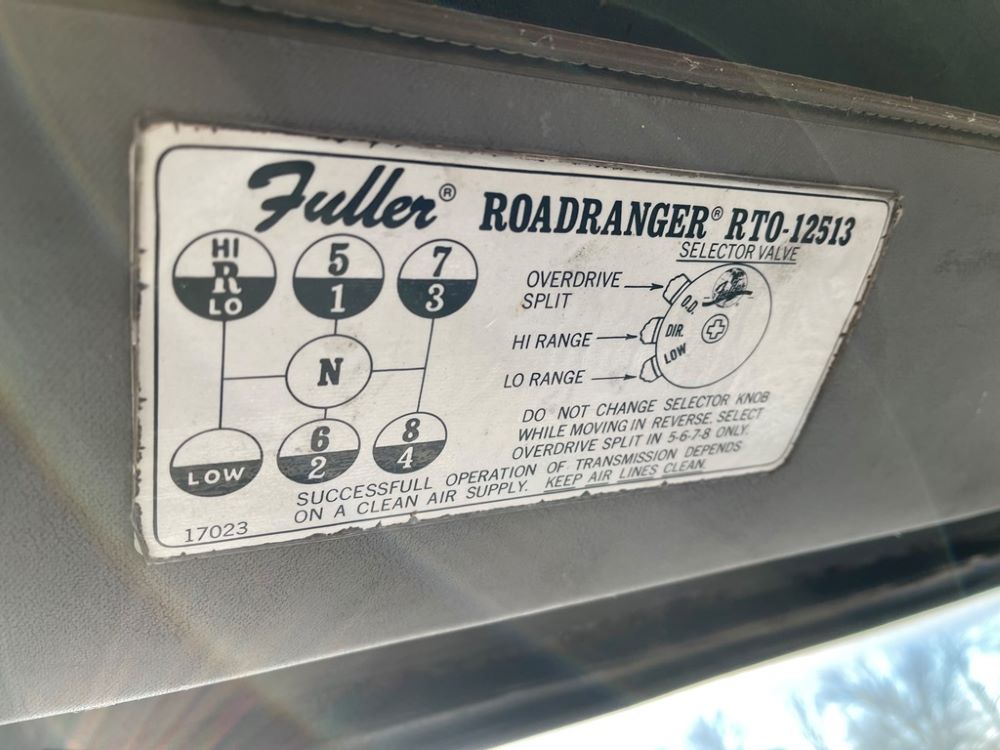 Fuller® ROADRANGER® RTO-12513
SELECTOR VALVE
HI
R
LO
5
1
7
3
N
LOW
6
2
8
4
OVERDRIVE
SPLIT
HI RANGE
LO RANGE
O.D.
DIR.
LOW
Fuller
DO NOT CHANGE SELECTOR KNOB
WHILE MOVING IN REVERSE. SELECT
OVERDRIVE SPLIT IN 5-6-7-8 ONLY.
SUCCESSFULL OPERATION OF TRANSMISSION DEPENDS
ON A CLEAN AIR SUPPLY. KEEP AIR LINES CLEAN.
17023